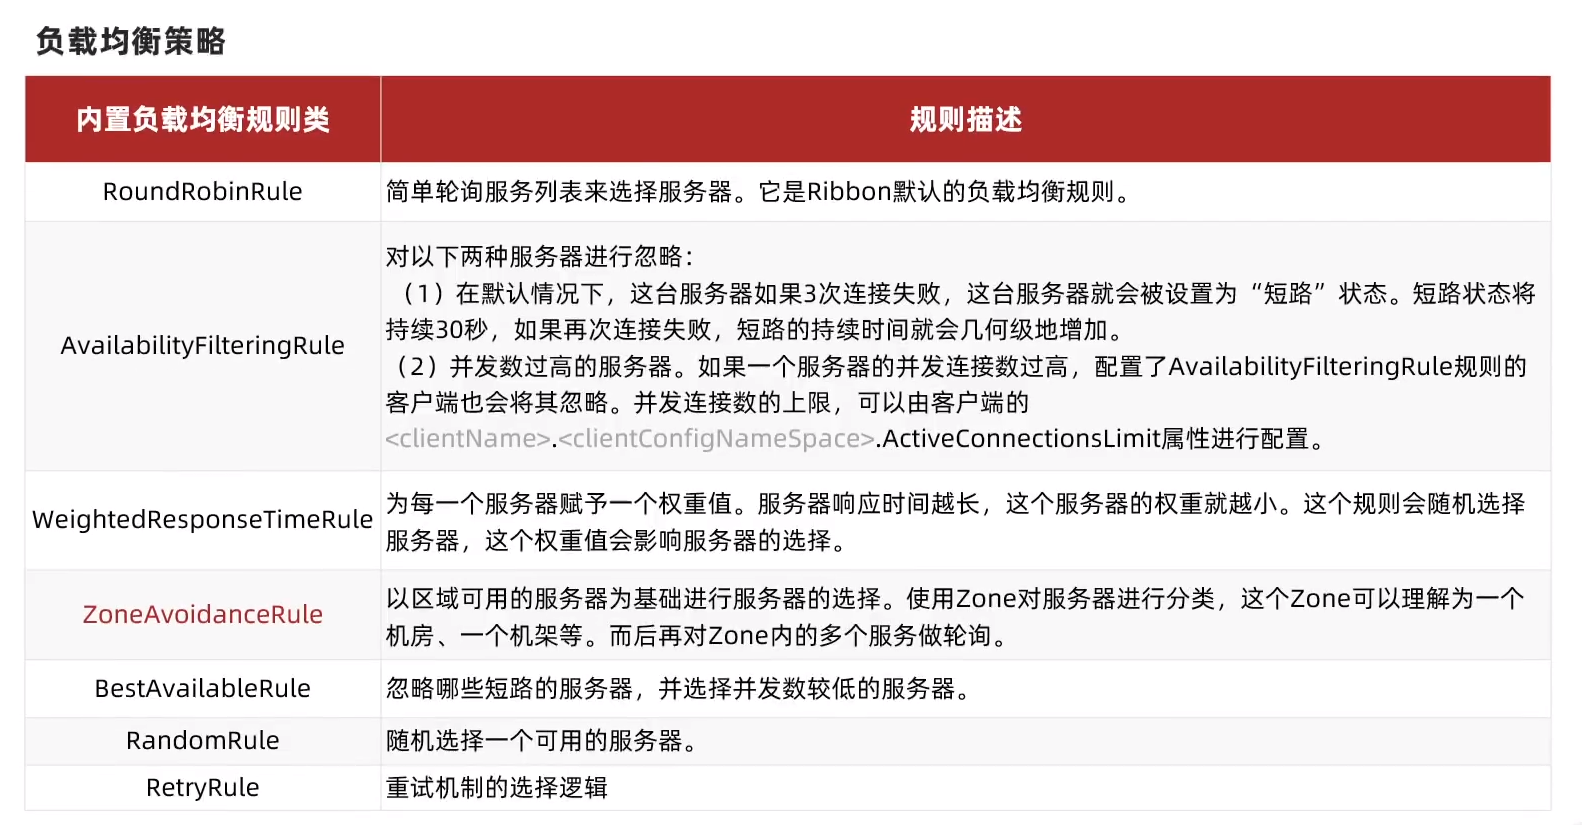 负载均衡策略
内置负载均衡规则类
规则描述
RoundRobinRule
简单轮询服务列表来选择服务器。它是Ribbon默认的负载均衡规则。
AvailabilityFilteringRule
对以下两种服务器进行忽略：
（1）在默认情况下，这台服务器如果3次连接失败，这台服务器就会被设置为“短路”状态。短路状态将
持续30秒，如果再次连接失败，短路的持续时间就会几何级地增加。
（2）并发数过高的服务器。如果一个服务器的并发连接数过高，配置了AvailabilityFilteringRule规则的
客户端也会将其忽略。并发连接数的上限，可以由客户端的
<clientName>.<clientConfigNameSpace>.ActiveConnectionsLimit属性进行配置。
WeightedResponseTimeRule
为每一个服务器赋予一个权重值。服务器响应时间越长，这个服务器的权重就越小。这个规则会随机选择
服务器，这个权重值会影响服务器的选择。
ZoneAvoidanceRule
以区域可用的服务器为基础进行服务器的选择。使用Zone对服务器进行分类，这个Zone可以理解为一个
机房、一个机架等。而后再对Zone内的多个服务做轮询。
BestAvailableRule
忽略哪些短路的服务器，并选择并发数较低的服务器。
RandomRule
随机选择一个可用的服务器。
RetryRule
重试机制的选择逻辑